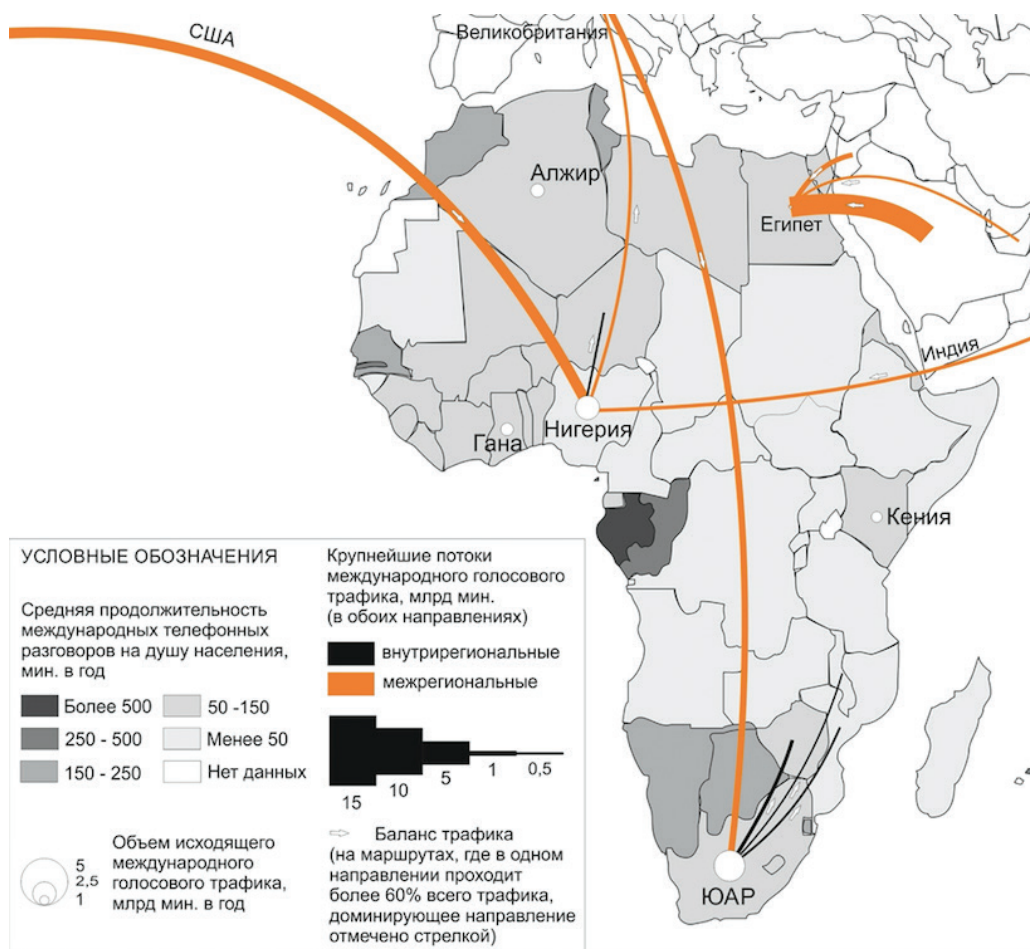 США
Великобритания
Алжир
Египет
Индия
Нигерия
Гана
Кения
ЮАР
УСЛОВНЫЕ ОБОЗНАЧЕНИЯ
Средняя продолжительность
международных телефонных
разговоров на душу населения,
мин. в год
Более 500
50 -150
250 - 500
Менее 50
150 - 250
Нет данных
5
2,5
1
Объем исходящего
международного
голосового трафика,
млрд мин. в год
Крупнейшие потоки
международного голосового
трафика, млрд мин.
(в обоих направлениях)
внутрирегиональные
межрегиональные
15
10
5
1
0,5
Баланс трафика
(на маршрутах, где в одном
направлении проходит
более 60% всего трафика,
доминирующее направление
отмечено стрелкой)